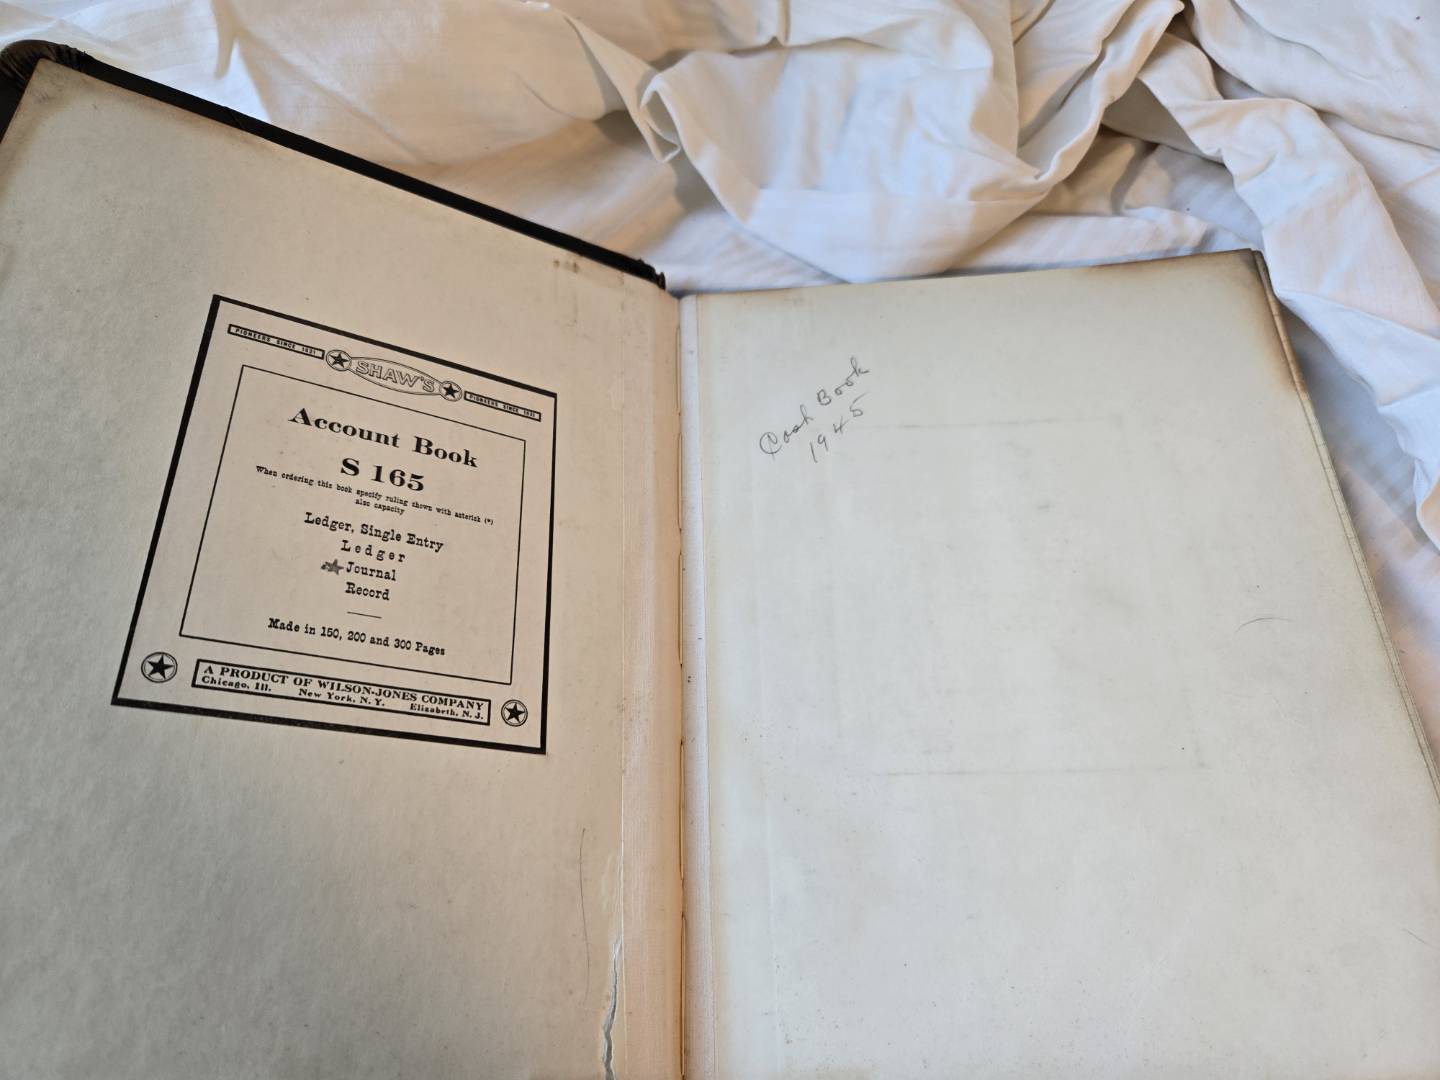 PIONEERS SINCE 1831
SHAW'S
PIONEERS SINCE 1831
Account Book
S 165
When ordering this book specify ruling shown with asterisk (*)
also capacity
Ledger, Single Entry
Ledger
Journal
Record
Made in 150, 200 and 300 Pages
A PRODUCT OF WILSON-JONES COMPANY
Chicago, Ill. New York, N. Y. Elizabeth, N. J.
Cash Book
1945